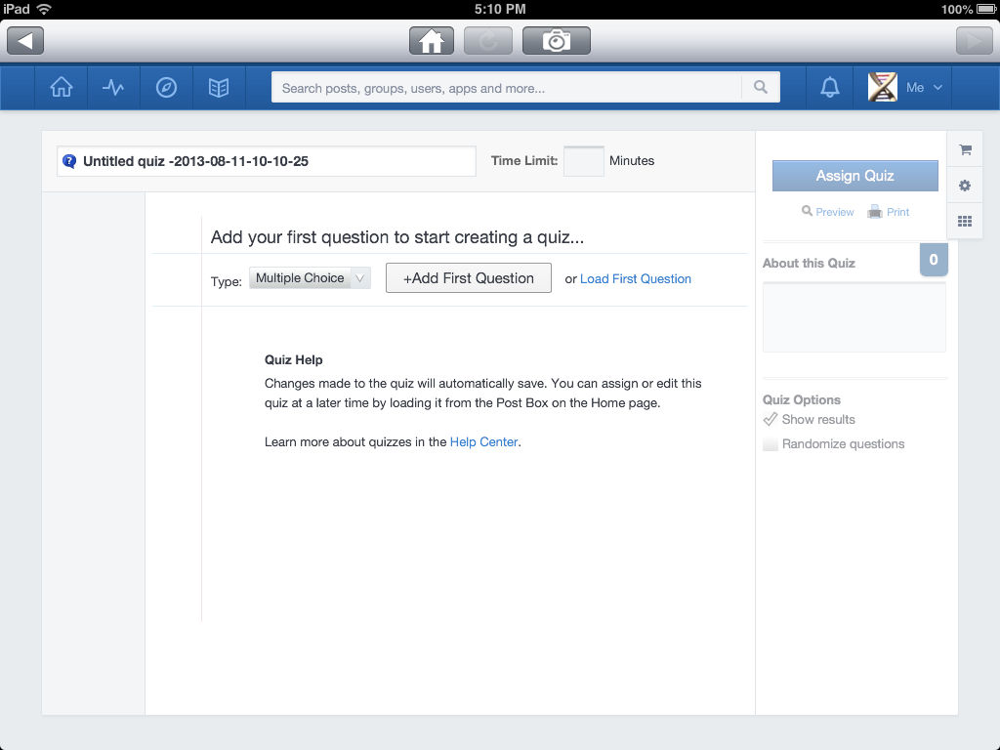 iPad 5:10 PM 100%
Search posts, groups, users, apps and more...
Me
Untitled quiz -2013-08-11-10-10-25
Time Limit: Minutes
Assign Quiz
Preview Print
Add your first question to start creating a quiz...
Type: Multiple Choice +Add First Question or Load First Question
About this Quiz 0
Quiz Help
Changes made to the quiz will automatically save. You can assign or edit this
quiz at a later time by loading it from the Post Box on the Home page.
Learn more about quizzes in the Help Center.
Quiz Options
Show results
Randomize questions